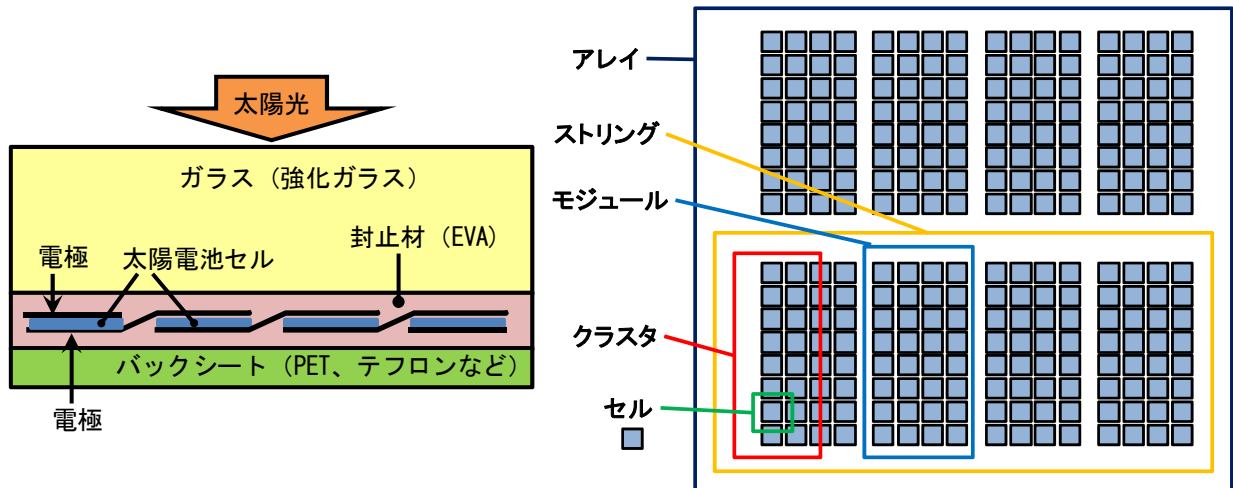 太陽光
ガラス（強化ガラス）
封止材（EVA）
電極
太陽電池セル
バックシート（PET、テフロンなど）
電極
アレイ
ストリング
モジュール
クラスタ
セル